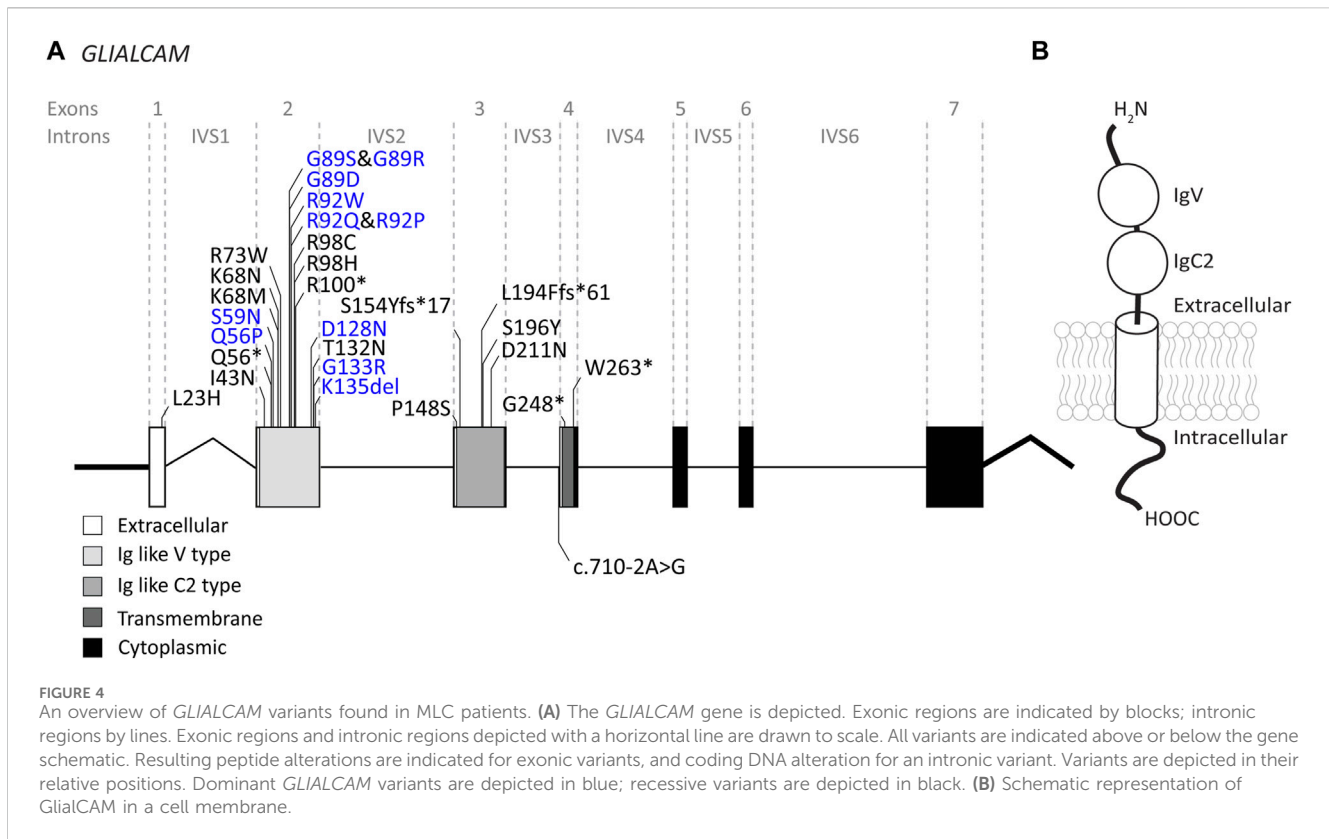 A GLIALCAM
B
Exons 1 2 3 4 5 6 7
Introns IVS1 IVS2 IVS3 IVS4 IVS5 IVS6
G89S&G89R
G89D
R92W
R92Q&R92P
R98C
R98H
R100*
R73W
K68N
K68M
S59N
Q56P
Q56*
I43N
L23H
S154Yfs*17
D128N
T132N
G133R
K135del
P148S
L194Ffs*61
S196Y
D211N
G248*
W263*
c.710-2A>G
Extracellular
Ig like V type
Ig like C2 type
Transmembrane
Cytoplasmic
H₂N
IgV
IgC2
Extracellular
Intracellular
HOOC
FIGURE 4
An overview of GLIALCAM variants found in MLC patients. (A) The GLIALCAM gene is depicted. Exonic regions are indicated by blocks; intronic
regions by lines. Exonic regions and intronic regions depicted with a horizontal line are drawn to scale. All variants are indicated above or below the gene
schematic. Resulting peptide alterations are indicated for exonic variants, and coding DNA alteration for an intronic variant. Variants are depicted in their
relative positions. Dominant GLIALCAM variants are depicted in blue; recessive variants are depicted in black. (B) Schematic representation of
GlialCAM in a cell membrane.